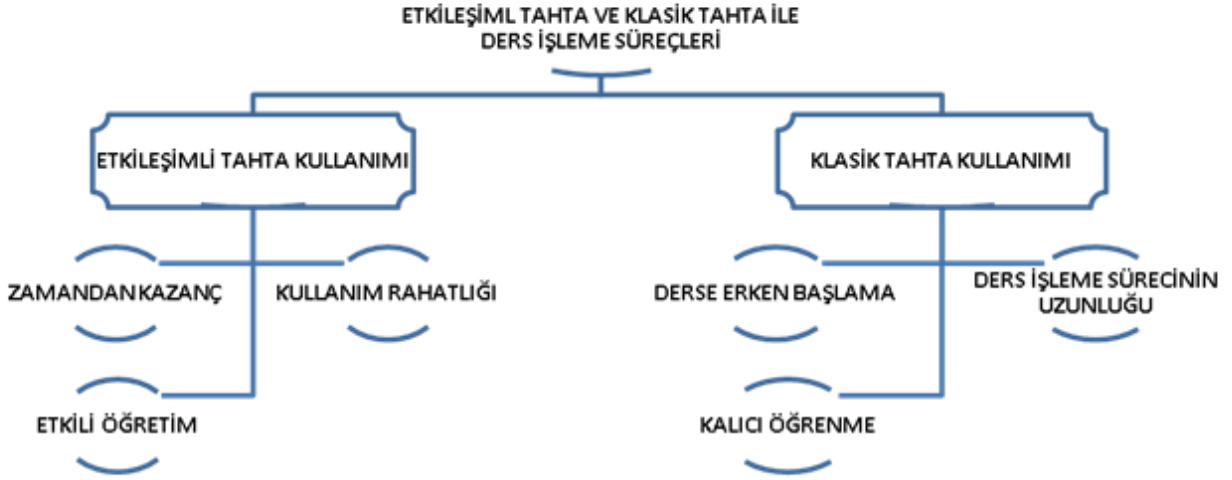 ETKİLEŞİML TAHTA VE KLASİK TAHTA İLE
DERS İŞLEME SÜREÇLERİ
ETKİLEŞİMLİ TAHTA KULLANIMI
KLASİK TAHTA KULLANIMI
ZAMANDAN KAZANÇ
KULLANIM RAHATLIĞI
DERSE ERKEN BAŞLAMA
DERS İŞLEME SÜRECİNİN
UZUNLUĞU
ETKİLİ ÖĞRETİM
KALICI ÖĞRENME